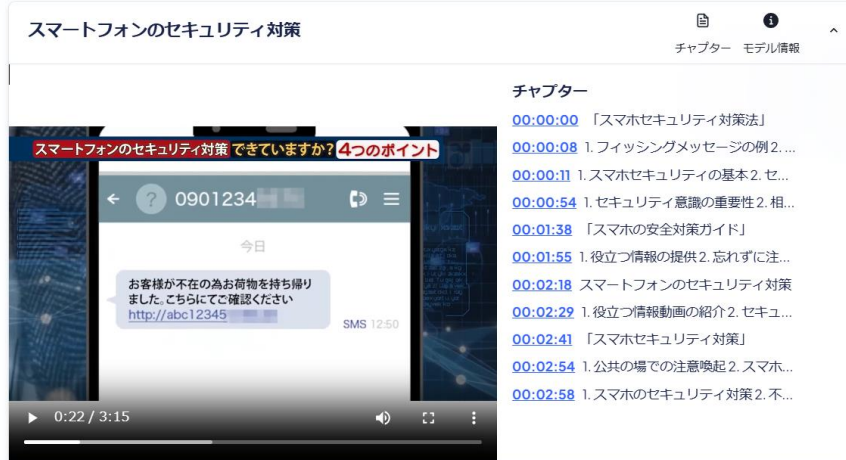 スマートフォンのセキュリティ対策
チャプター
モデル情報
スマートフォンのセキュリティ対策 できていますか? 4つのポイント
0901234
今日
お客様が不在の為お荷物を持ち帰り
ました。こちらにてご確認ください
http://abc12345
SMS 12:50
0:22 / 3:15
チャプター
00:00:00 「スマホセキュリティ対策法」
00:00:08 1. フィッシングメッセージの例 2. ...
00:00:11 1. スマホセキュリティの基本 2. セ...
00:00:54 1. セキュリティ意識の重要性 2. 相...
00:01:38 「スマホの安全対策ガイド」
00:01:55 1. 役立つ情報の提供 2. 忘れずに注...
00:02:18 スマートフォンのセキュリティ対策
00:02:29 1. 役立つ情報動画の紹介 2. セキュ...
00:02:41 「スマホセキュリティ対策」
00:02:54 1. 公共の場での注意喚起 2. スマホ...
00:02:58 1. スマホのセキュリティ対策 2. 不...